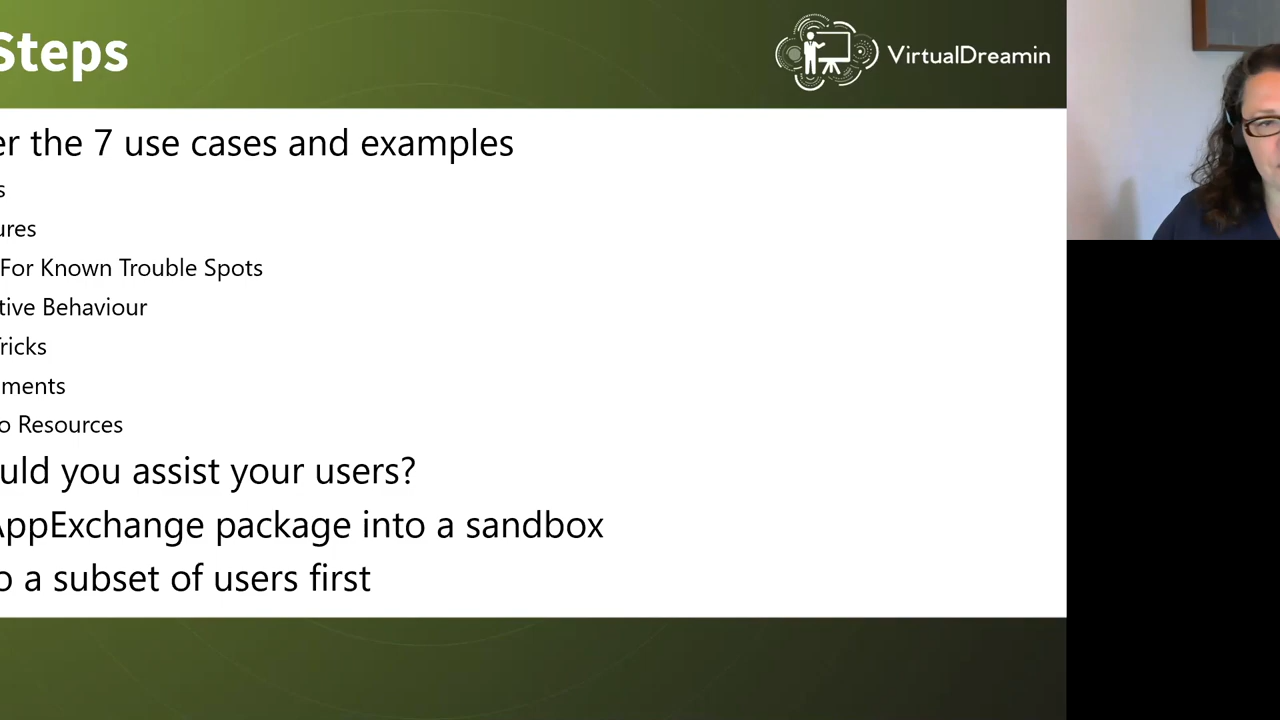 Steps
VirtualDreamin
er the 7 use cases and examples
s
ures
For Known Trouble Spots
tive Behaviour
Tricks
ments
o Resources
uld you assist your users?
AppExchange package into a sandbox
o a subset of users first